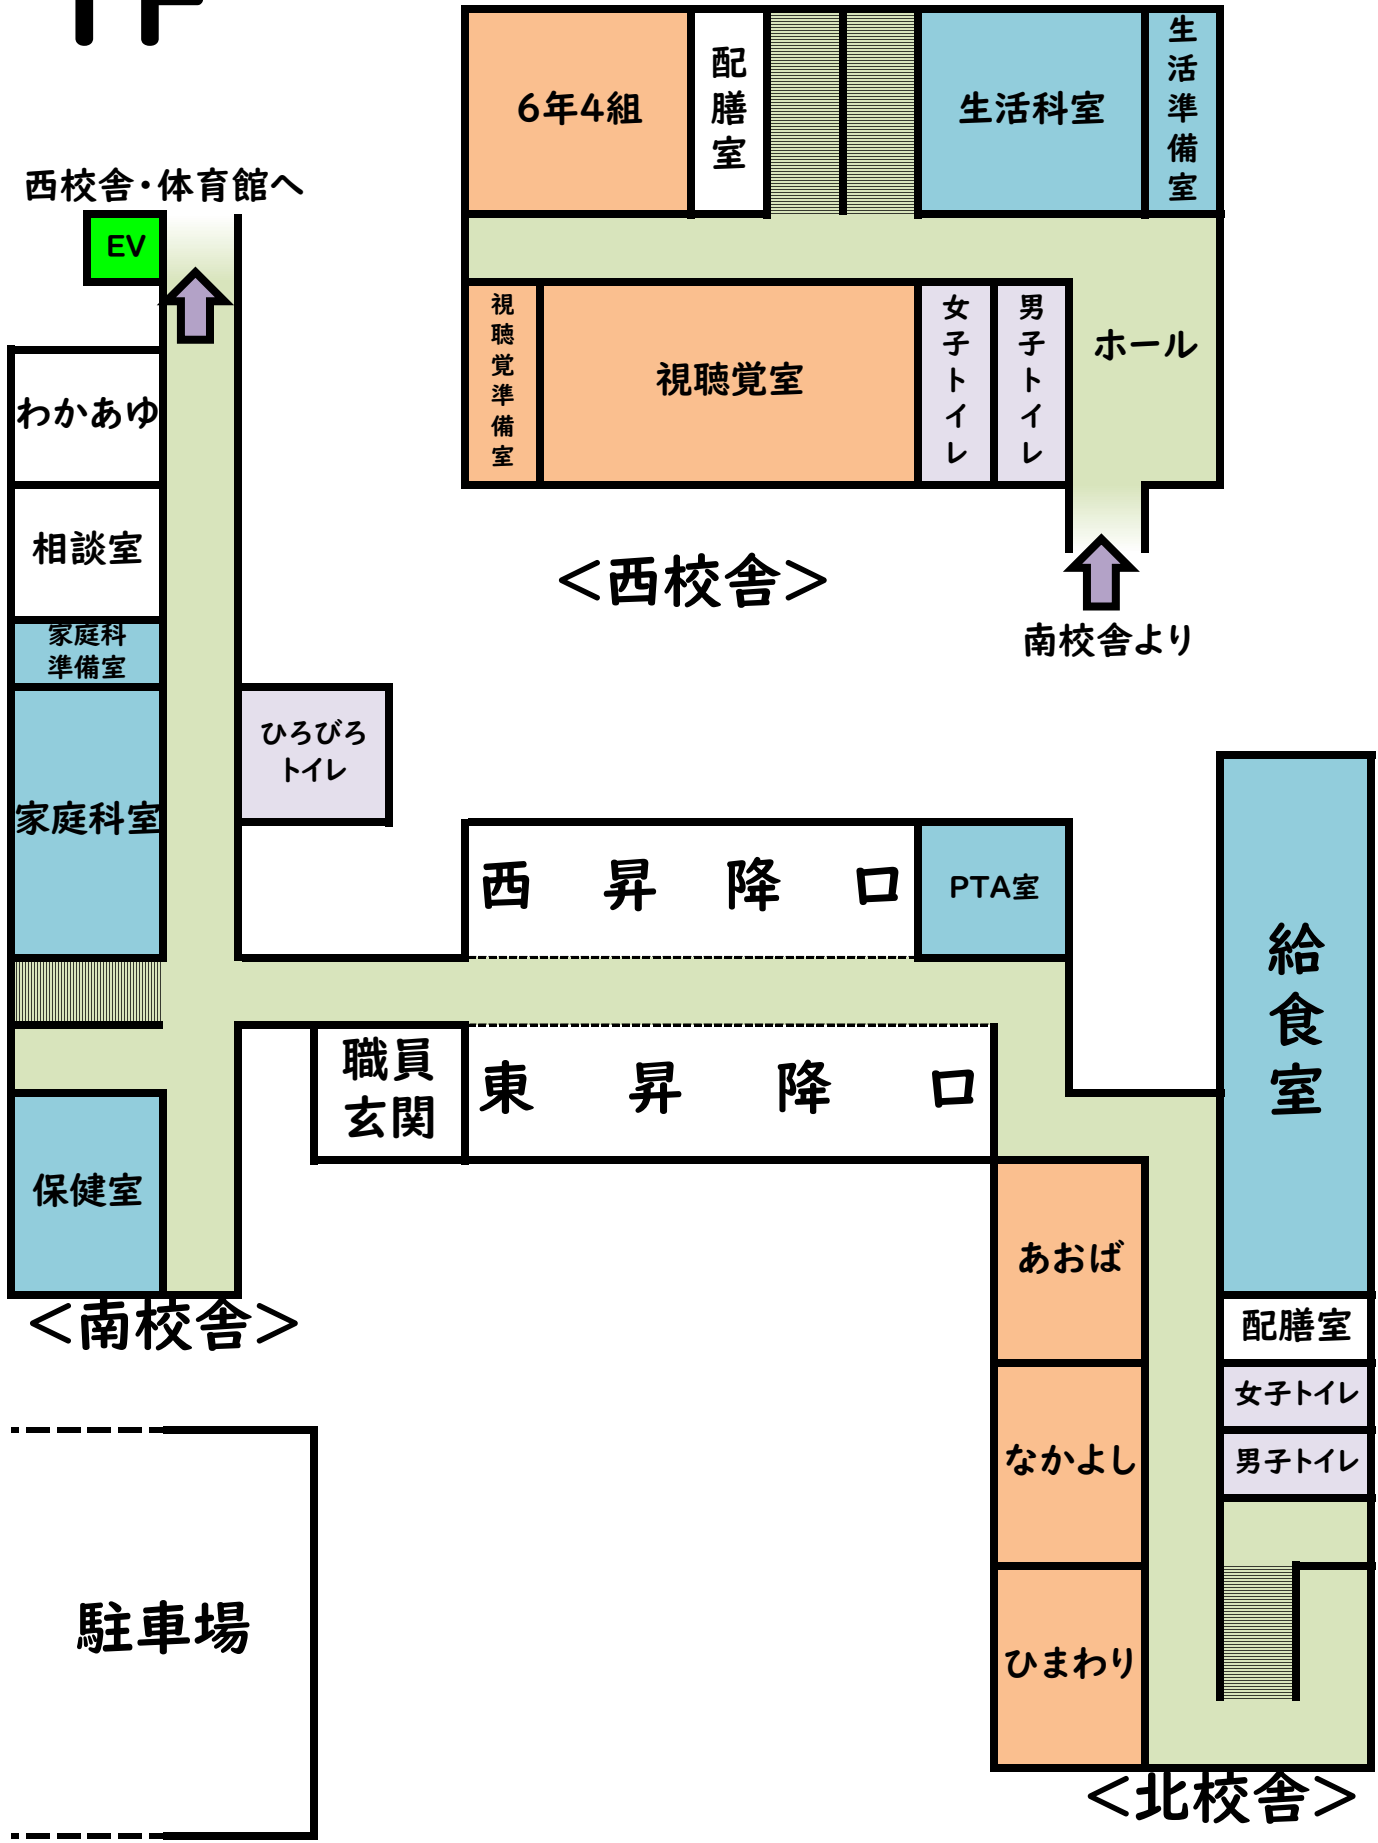 1F
6年4組
配膳室
生活科室
生活準備室
西校舎・体育館へ
EV
視聴覚準備室
視聴覚室
女子トイレ
男子トイレ
ホール
わかあゆ
相談室
＜西校舎＞
南校舎より
家庭科
準備室
ひろびろ
トイレ
家庭科室
西昇降口
PTA室
給食室
職員
玄関
東昇降口
保健室
あおば
＜南校舎＞
配膳室
女子トイレ
男子トイレ
なかよし
駐車場
ひまわり
＜北校舎＞